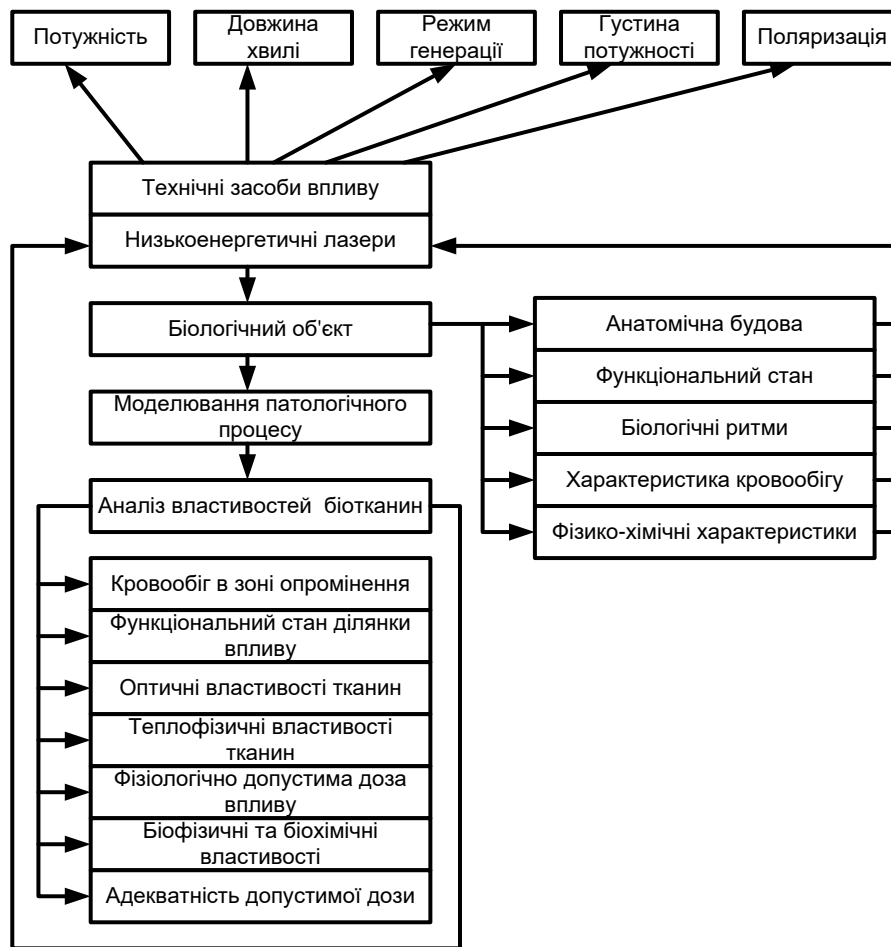 Потужність
Довжина
хвилі
Режим
генерації
Густина
потужності
Поляризація
Технічні засоби впливу
Низькоенергетичні лазери
Біологічний об'єкт
Моделювання патологічного
процесу
Аналіз властивостей біотканин
Анатомічна будова
Функціональний стан
Біологічні ритми
Характеристика кровообігу
Фізико-хімічні характеристики
Кровообіг в зоні опромінення
Функціональний стан ділянки
впливу
Оптичні властивості тканин
Теплофізичні властивості
тканин
Фізіологічно допустима доза
впливу
Біофізичні та біохімічні
властивості
Адекватність допустимої дози